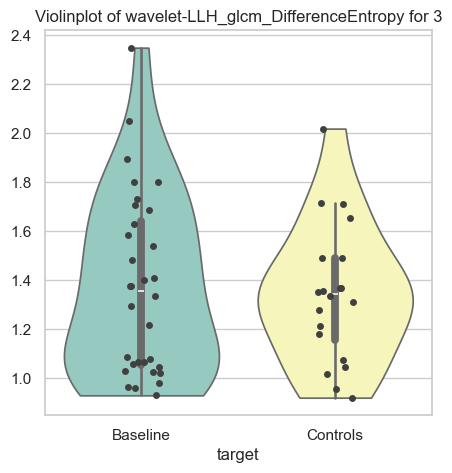 Violinplot of wavelet-LLH_glcm_DifferenceEntropy for 3
2.4
2.2
2.0
1.8
1.6
1.4
1.2
1.0
Baseline Controls
target